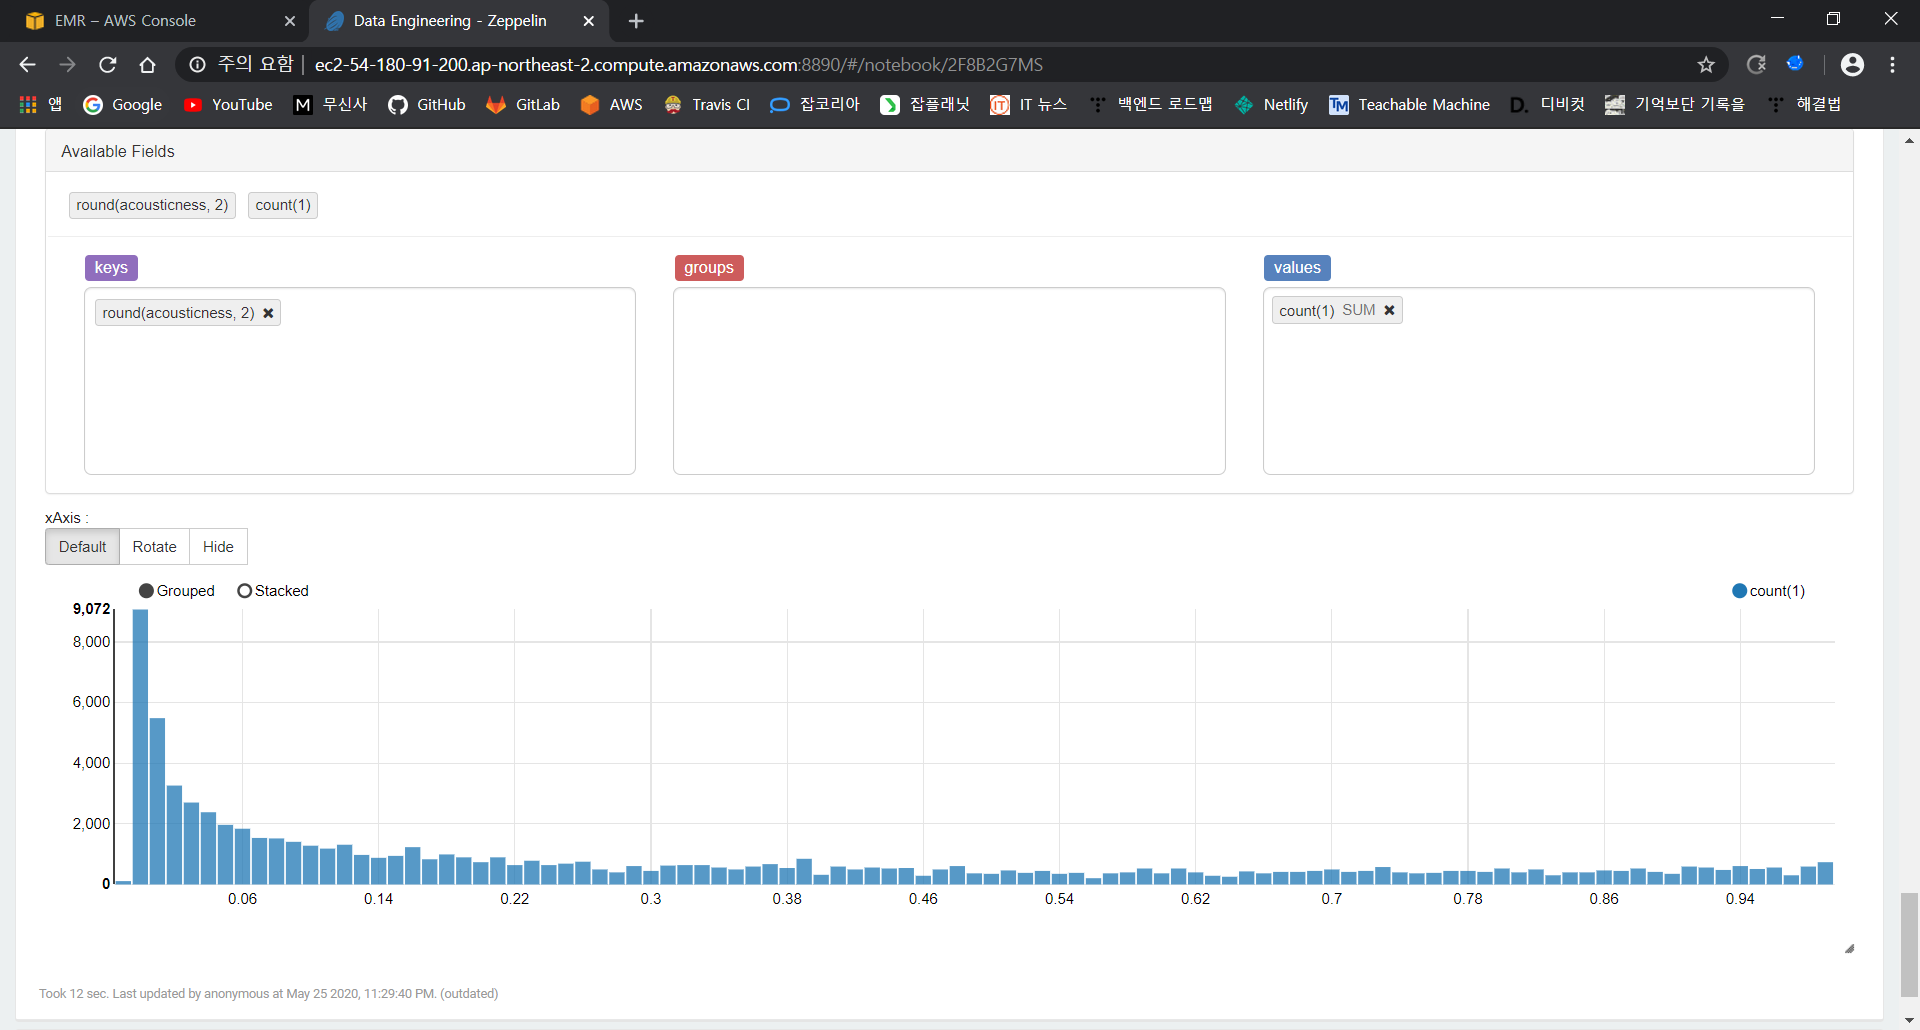 EMR – AWS Console
Data Engineering - Zeppelin
주의 요함 ec2-54-180-91-200.ap-northeast-2.compute.amazonaws.com:8890/#/notebook/2F8B2G7MS
앱 Google YouTube M 무신사 GitHub GitLab AWS Travis CI 잡코리아 잡플래닛 IT IT 뉴스 백엔드 로드맵 Netlify TM Teachable Machine D. 디비컷 기억보단 기록을 해결법
Available Fields
round(acousticness, 2) count(1)
keys groups values
round(acousticness, 2) count(1) SUM
xAxis :
Default Rotate Hide
Grouped Stacked count(1)
9,072
8,000
6,000
4,000
2,000
0
0.06 0.14 0.22 0.3 0.38 0.46 0.54 0.62 0.7 0.78 0.86 0.94
Took 12 sec. Last updated by anonymous at May 25 2020, 11:29:40 PM. (outdated)